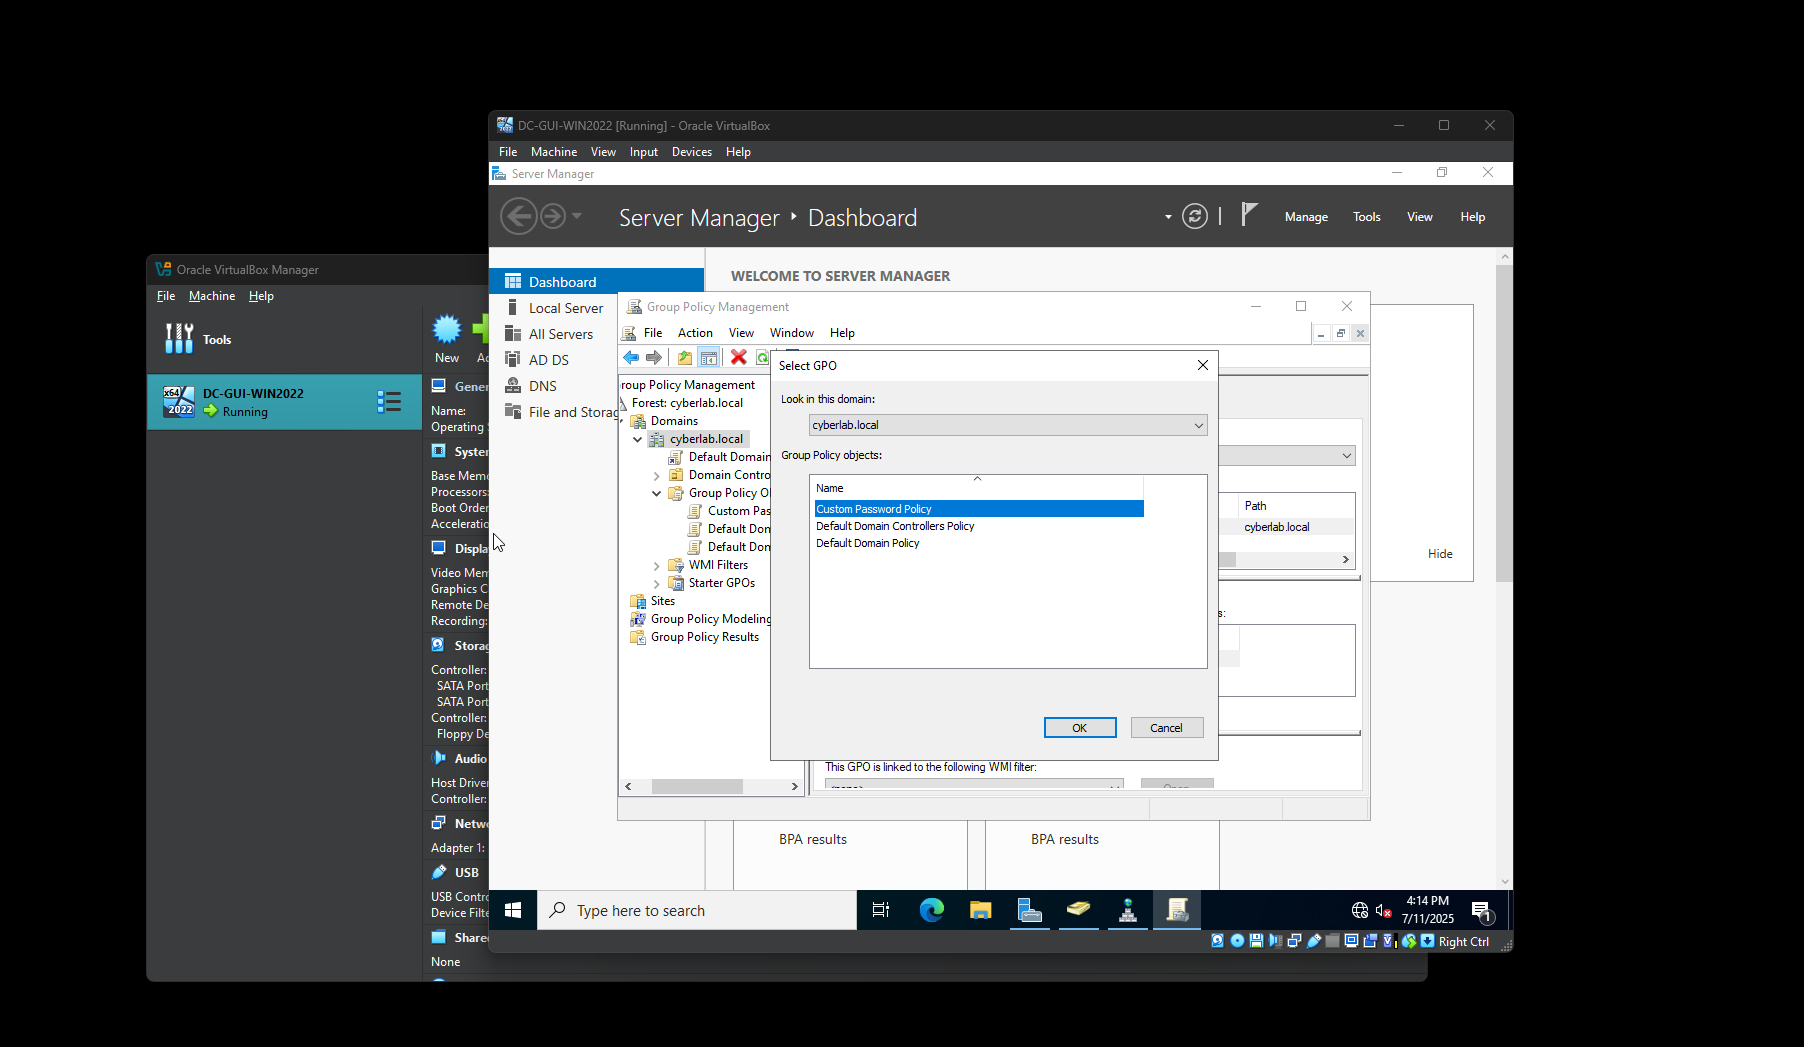 DC-GUI-WIN2022 [Running] - Oracle VirtualBox
File Machine View Input Devices Help
Server Manager
Server Manager ‣ Dashboard
Manage Tools View Help
Dashboard
Local Server
All Servers
AD DS
DNS
File and Storag
WELCOME TO SERVER MANAGER
Hide
BPA results
BPA results
Group Policy Management
File Action View Window Help
roup Policy Management
Forest: cyberlab.local
Domains
cyberlab.local
Default Domain
Domain Contro
Group Policy O
Custom Pas
Default Don
Default Don
WMI Filters
Starter GPOs
Sites
Group Policy Modeling
Group Policy Results
Path
cyberlab.local
s:
This GPO is linked to the following WMI filter:
Select GPO
Look in this domain:
cyberlab.local
Group Policy objects:
Name
Custom Password Policy
Default Domain Controllers Policy
Default Domain Policy
OK Cancel
Type here to search
4:14 PM
7/11/2025
1
Right Ctrl
Oracle VirtualBox Manager
File Machine Help
Tools
x64
2022
DC-GUI-WIN2022
Running
New Ad
Gener
Name:
Operating
System
Base Memo
Processors:
Boot Order
Acceleratio
Displa
Video Mem
Graphics C
Remote De
Recording:
Storag
Controller:
SATA Port
SATA Port
Controller:
Floppy De
Audio
Host Driver
Controller:
Netwo
Adapter 1:
USB
USB Contro
Device Filte
Shared
None